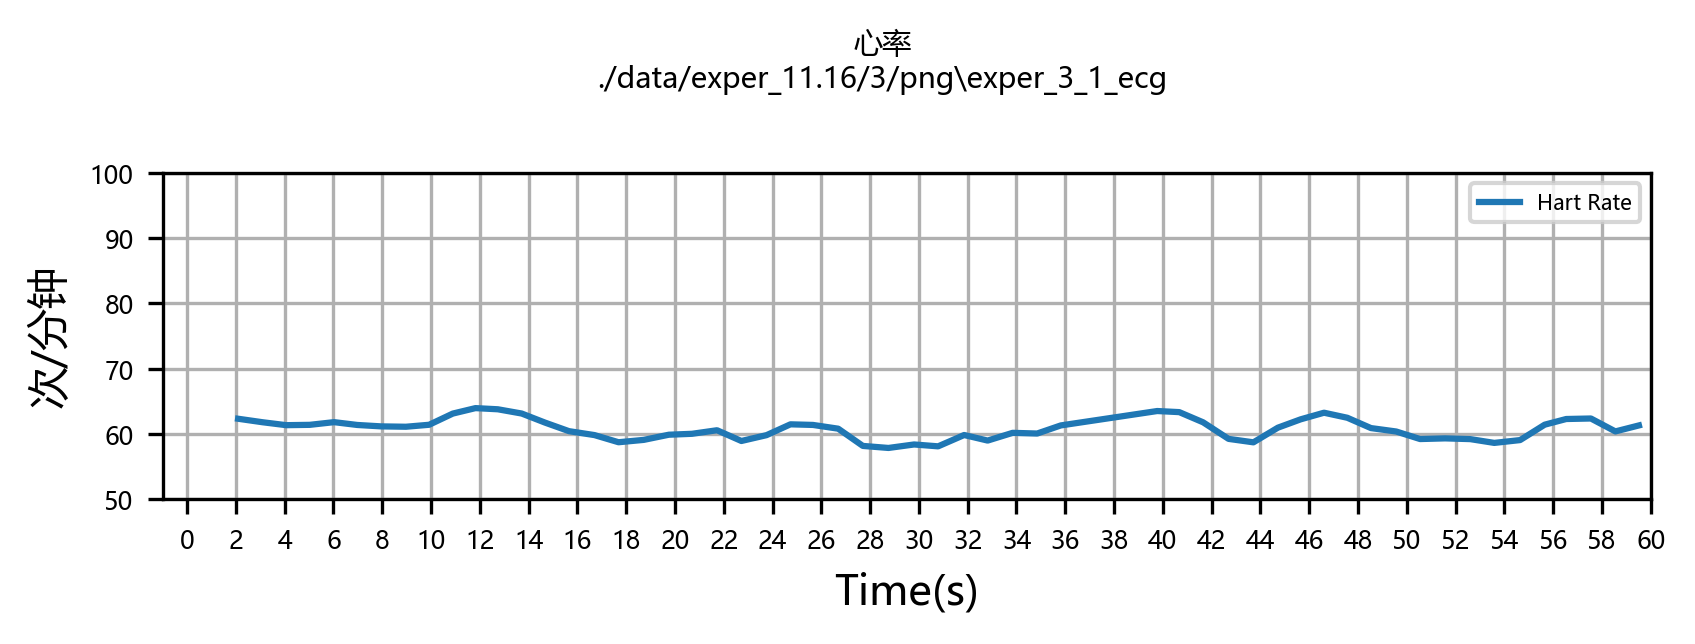 心率
./data/exper_11.16/3/png\exper_3_1_ecg
100
90
80
70
60
50
次/分钟
Hart Rate
0 2 4 6 8 10 12 14 16 18 20 22 24 26 28 30 32 34 36 38 40 42 44 46 48 50 52 54 56 58 60
Time(s)